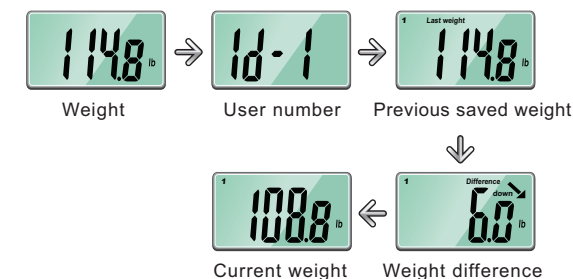 114.8 lb
Id-1
1 Last weight
114.8 lb
Weight
User number
Previous saved weight
1 Difference
down
6.0 lb
1
108.8 lb
Current weight
Weight difference